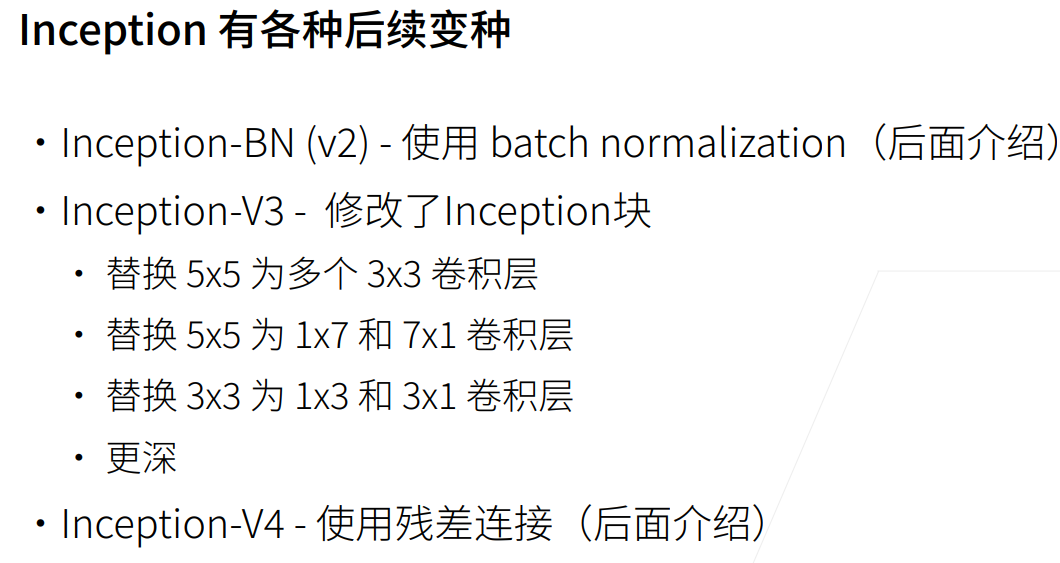 Inception 有各种后续变种
• Inception-BN (v2) - 使用 batch normalization（后面介绍）
• Inception-V3 - 修改了Inception块
• 替换 5x5 为多个 3x3 卷积层
• 替换 5x5 为 1x7 和 7x1 卷积层
• 替换 3x3 为 1x3 和 3x1 卷积层
• 更深
• Inception-V4 - 使用残差连接（后面介绍）